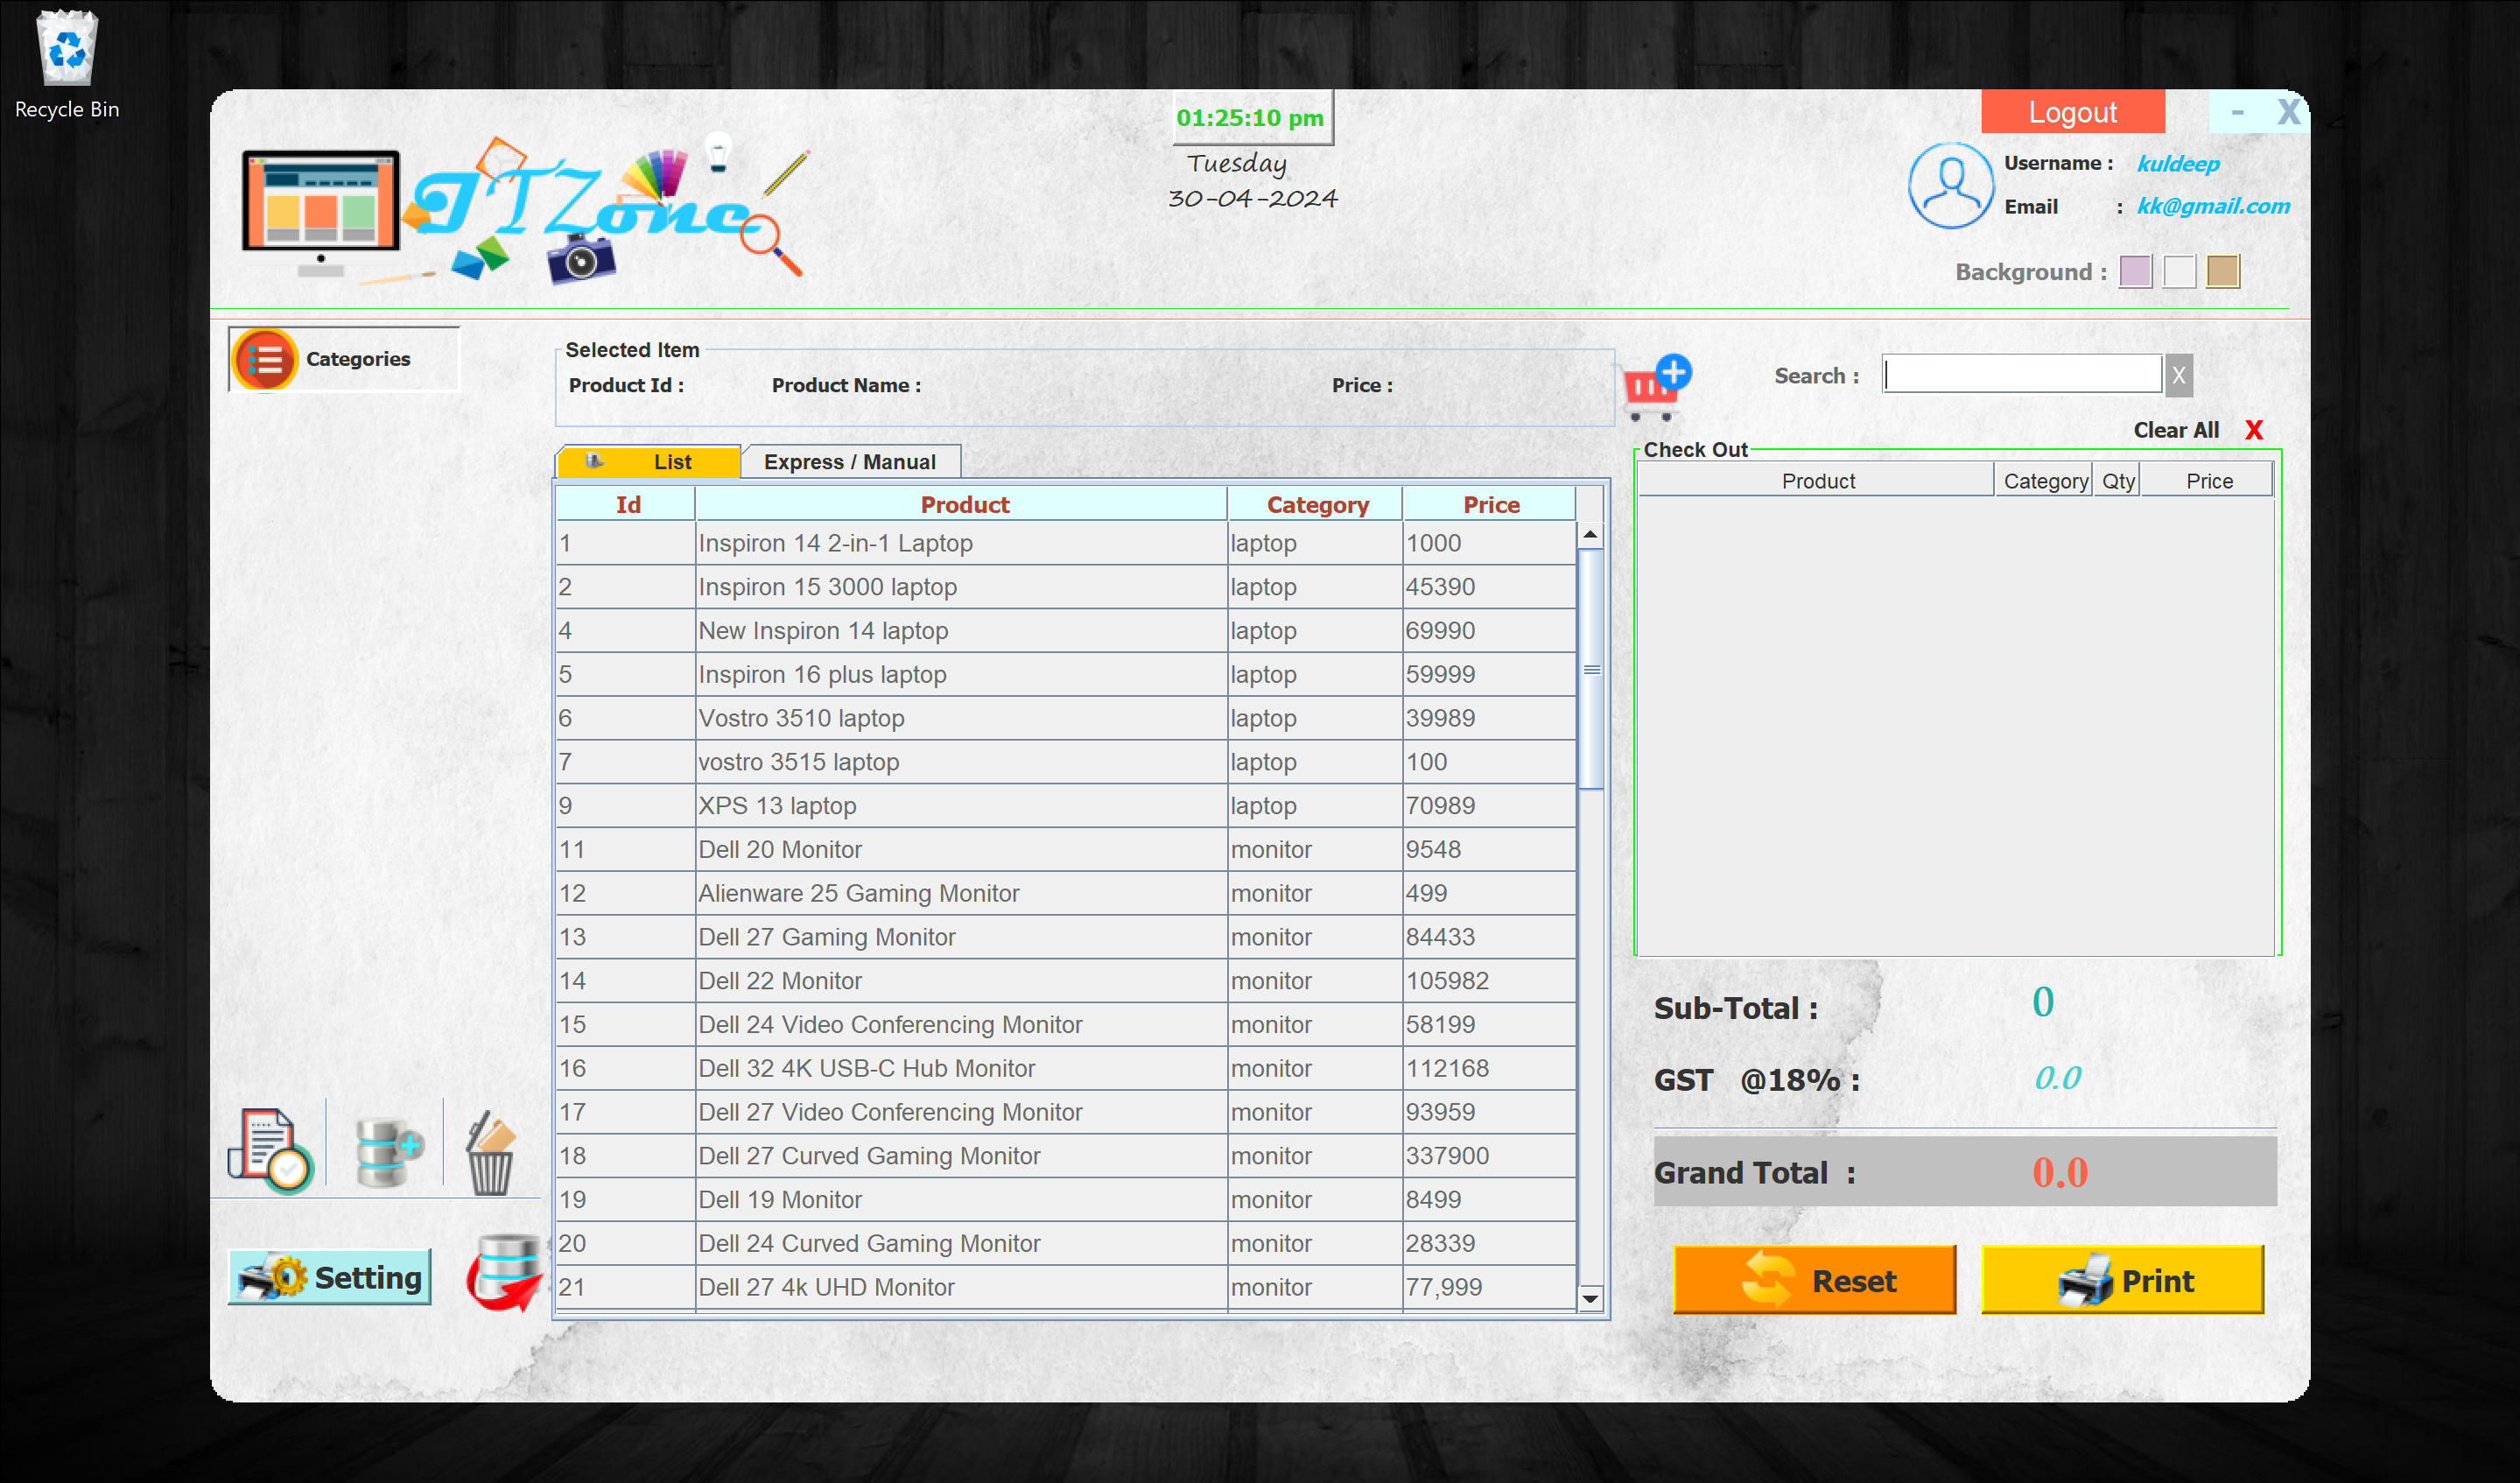 Recycle Bin
01:25:10 pm
Tuesday
30-04-2024
Logout
- X
ITZone
Username : kuldeep
Email : kk@gmail.com
Background :
Categories
Selected Item
Product Id : Product Name : Price :
Search : X
Clear All X
List Express / Manual
Id Product Category Price
1 Inspiron 14 2-in-1 Laptop laptop 1000
2 Inspiron 15 3000 laptop laptop 45390
4 New Inspiron 14 laptop laptop 69990
5 Inspiron 16 plus laptop laptop 59999
6 Vostro 3510 laptop laptop 39989
7 vostro 3515 laptop laptop 100
9 XPS 13 laptop laptop 70989
11 Dell 20 Monitor monitor 9548
12 Alienware 25 Gaming Monitor monitor 499
13 Dell 27 Gaming Monitor monitor 84433
14 Dell 22 Monitor monitor 105982
15 Dell 24 Video Conferencing Monitor monitor 58199
16 Dell 32 4K USB-C Hub Monitor monitor 112168
17 Dell 27 Video Conferencing Monitor monitor 93959
18 Dell 27 Curved Gaming Monitor monitor 337900
19 Dell 19 Monitor monitor 8499
20 Dell 24 Curved Gaming Monitor monitor 28339
21 Dell 27 4k UHD Monitor monitor 77,999
Check Out
Product Category Qty Price
Sub-Total : 0
GST @18% : 0.0
Grand Total : 0.0
Setting
Reset
Print